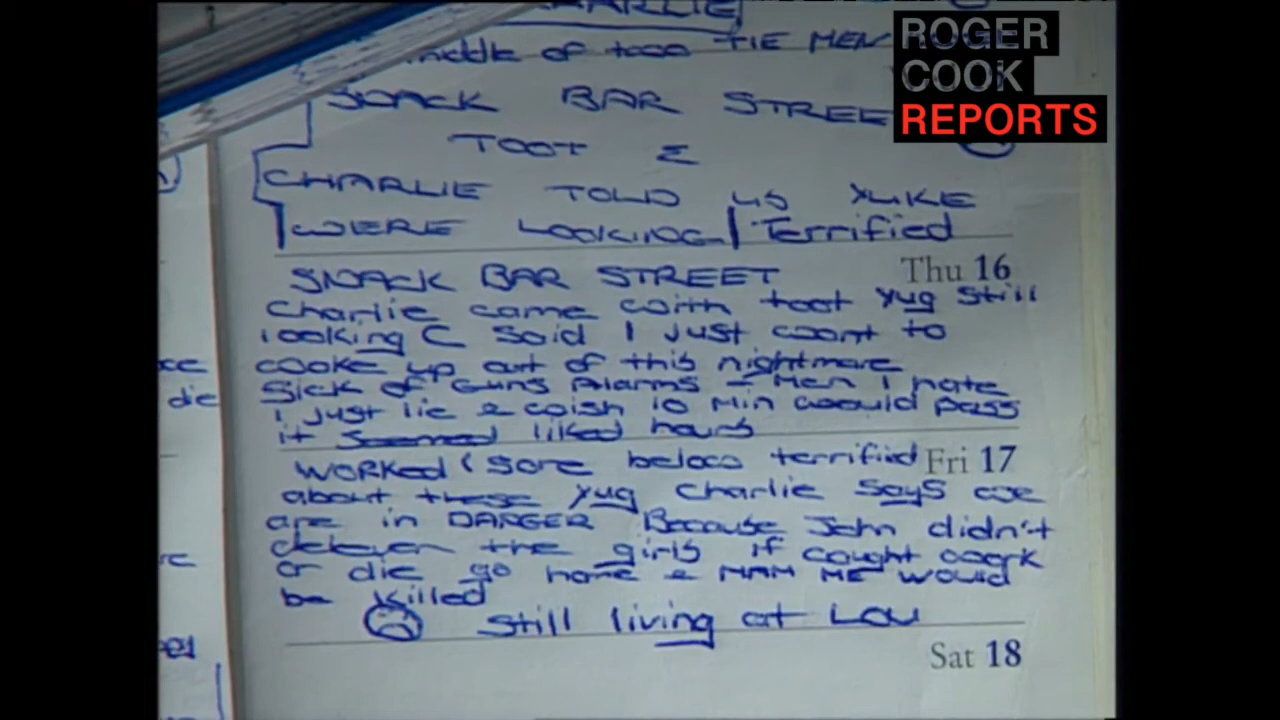 CHARLIE
middle of TOOO TIE MEN
ROGER
COOK
REPORTS
SNACK BAR STREE
TOOT &
CHARLIE TOLD us YUKE
WERE LOOKING Terrified
Thu 16
SNACK BAR STREET
Charlie came with toot Yug Still
looking C said I just want to
cooke up out of this nightmare
Sick of Guns Alarms - Men I hate
I just lie & wish 10 Min would pass
it Seemed liked hours
Fri 17
WORKED (Sore below terrified
about these Yug Charlie Says we
are in DANGER Because John didn't
the girls if caught work
or die go home & MAM ME would
be Killed
Still living at Lou
Sat 18
die